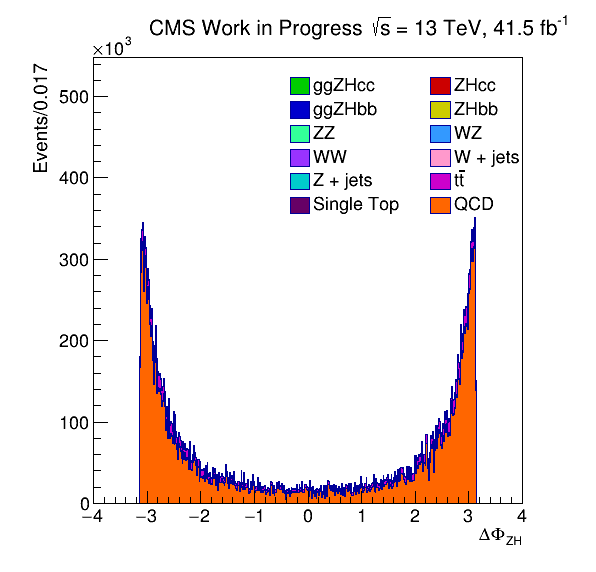 CMS Work in Progress √s = 13 TeV, 41.5 fb⁻¹
×10³
Events/0.017
500
400
300
200
100
0
ggZHcc ZHcc
ggZHbb ZHbb
ZZ WZ
WW W + jets
Z + jets tt̄
Single Top QCD
−4 −3 −2 −1 0 1 2 3 4
ΔΦ_ZH